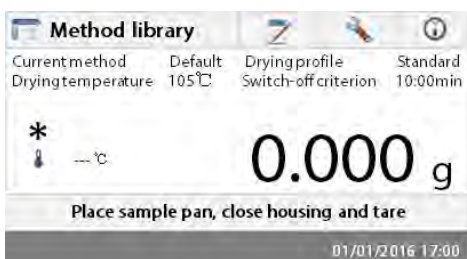 Method library
Current method Default Drying profile Standard
Drying temperature 105℃ Switch-off criterion 10:00min
*
--- ℃
0.000 g
Place sample pan, close housing and tare
01/01/2016 17:00